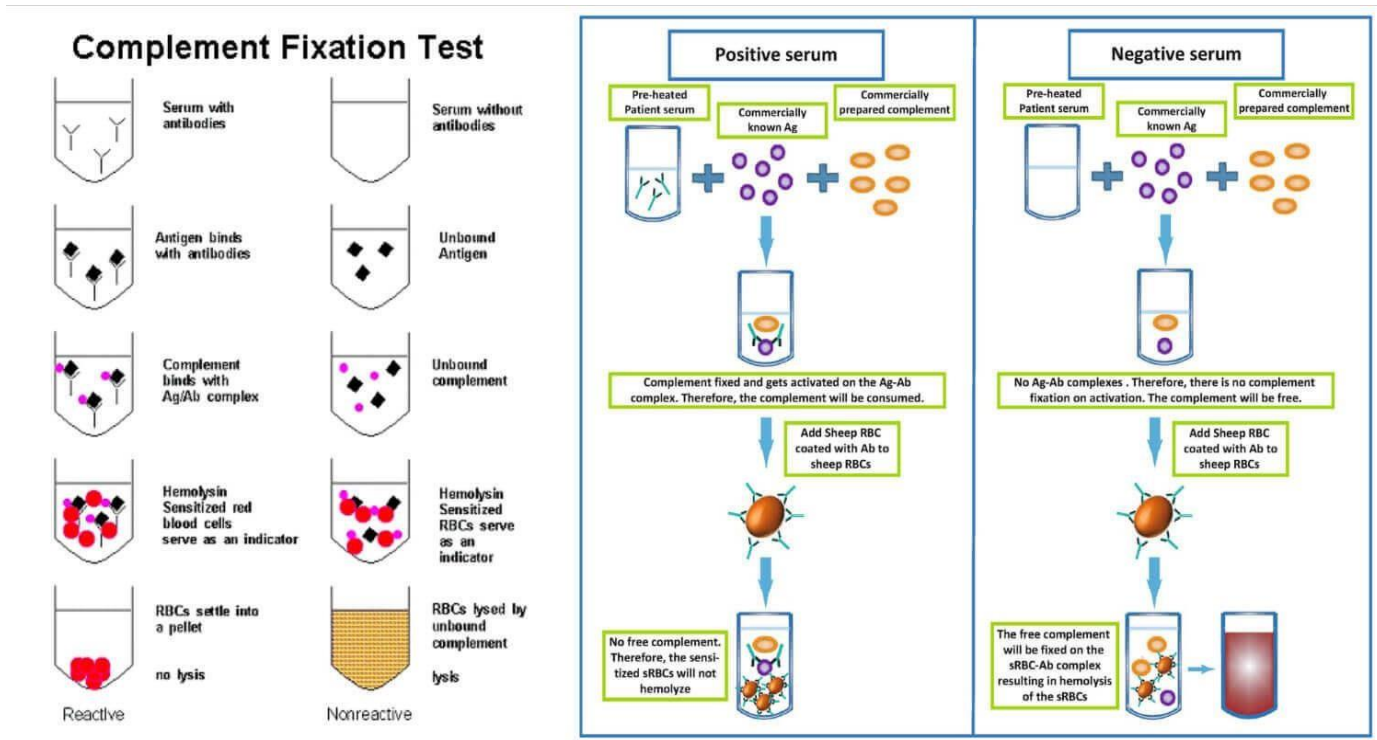 Complement Fixation Test
Serum with
antibodies
Serum without
antibodies
Antigen binds
with antibodies
Unbound
Antigen
Complement
binds with
Ag/Ab complex
Unbound
complement
Hemolysin
Sensitized red
blood cells
serve as an indicator
Hemolysin
Sensitized
RBCs serve
as an
indicator
RBCs settle into
a pellet
no lysis
RBCs lysed by
unbound
complement
lysis
Reactive
Nonreactive
Positive serum
Pre-heated
Patient serum
Commercially
known Ag
Commercially
prepared complement
Complement fixed and gets activated on the Ag-Ab
complex. Therefore, the complement will be consumed.
Add Sheep RBC
coated with Ab to
sheep RBCs
No free complement.
Therefore, the sensi-
tized sRBCs will not
hemolyze
Negative serum
Pre-heated
Patient serum
Commercially
known Ag
Commercially
prepared complement
No Ag-Ab complexes . Therefore, there is no complement
fixation on activation. The complement will be free.
Add Sheep RBC
coated with Ab to
sheep RBCs
The free complement
will be fixed on the
sRBC-Ab complex
resulting in hemolysis
of the sRBCs